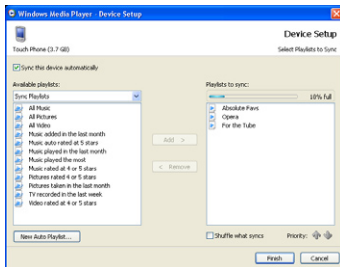 Windows Media Player - Device Setup
Device Setup
Touch Phone (3.7 GB)
Select Playlists to Sync
Sync this device automatically
Available playlists:
Playlists to sync:
Sync Playlists
10% full
All Music
All Pictures
All Video
Music added in the last month
Music auto rated at 5 stars
Music played in the last month
Music played the most
Music rated at 4 or 5 stars
Pictures rated 4 or 5 stars
Pictures taken in the last month
TV recorded in the last week
Video rated at 4 or 5 stars
Add >
< Remove
Absolute Favs
Opera
For the Tube
New Auto Playlist...
Shuffle what syncs
Priority:
Finish
Cancel